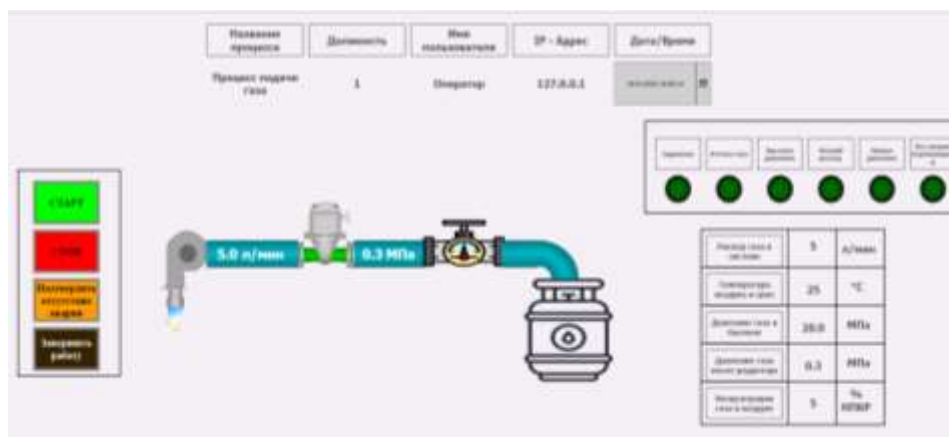 Название
процесса
Должность
Имя
пользователя
IP - Адрес
Дата/Время
Процесс подачи
газа
1
Оператор
127.0.0.1
СТАРТ
СТОП
Подтвердить
отсутствие
аварии
Завершить
работу
5.0 л/мин
0.3 МПа
Расход газа в
системе
5
л/мин
Температура
воздуха в цехе
25
°C
Давление газа в
баллоне
20.0
МПа
Давление газа
после редуктора
0.3
МПа
Концентрация
газа в воздухе
5
%
НПВР